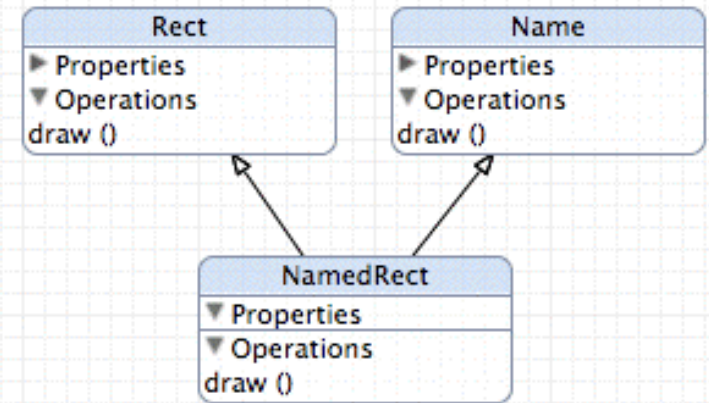 Rect
Properties
Operations
draw ()
Name
Properties
Operations
draw ()
NamedRect
Properties
Operations
draw ()